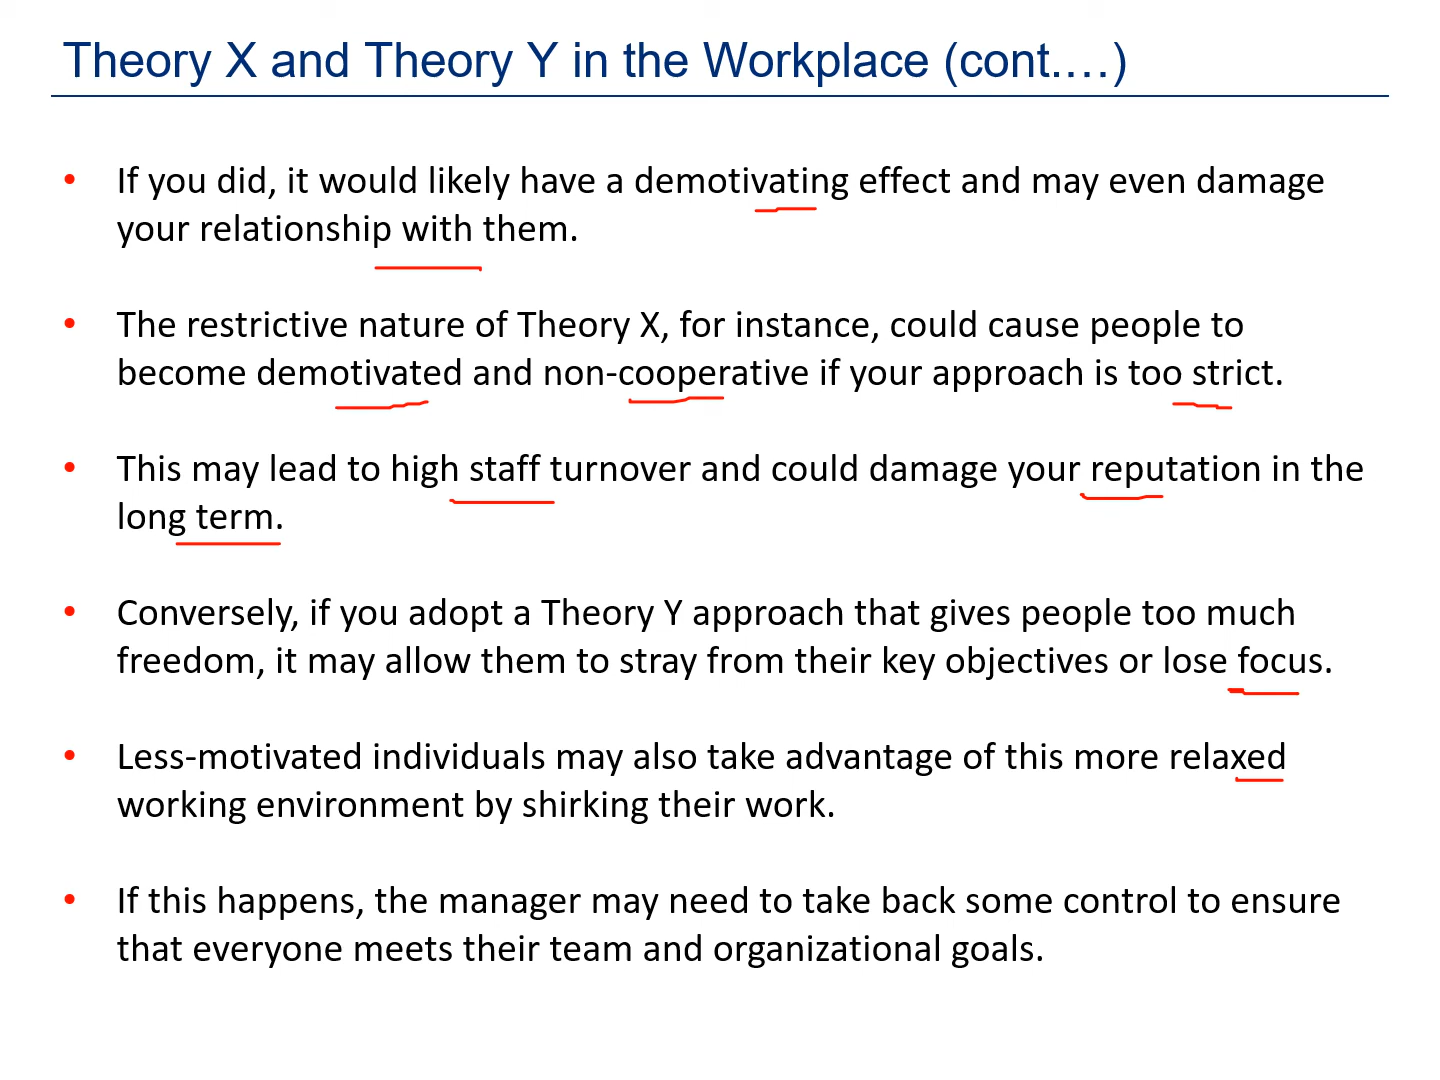 Theory X and Theory Y in the Workplace (cont.…)
• If you did, it would likely have a demotivating effect and may even damage
your relationship with them.
• The restrictive nature of Theory X, for instance, could cause people to
become demotivated and non-cooperative if your approach is too strict.
• This may lead to high staff turnover and could damage your reputation in the
long term.
• Conversely, if you adopt a Theory Y approach that gives people too much
freedom, it may allow them to stray from their key objectives or lose focus.
• Less-motivated individuals may also take advantage of this more relaxed
working environment by shirking their work.
• If this happens, the manager may need to take back some control to ensure
that everyone meets their team and organizational goals.